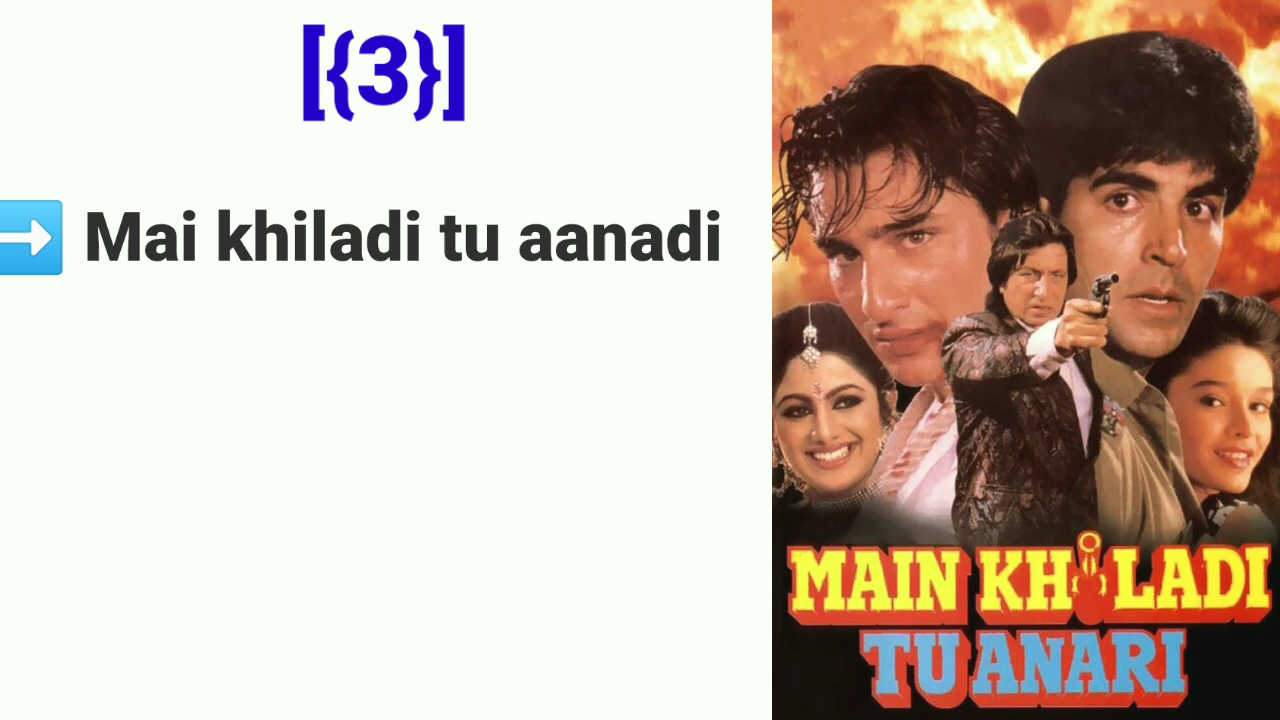 [{3}]
➡ Mai khiladi tu aanadi
MAIN KHILADI
TU ANARI